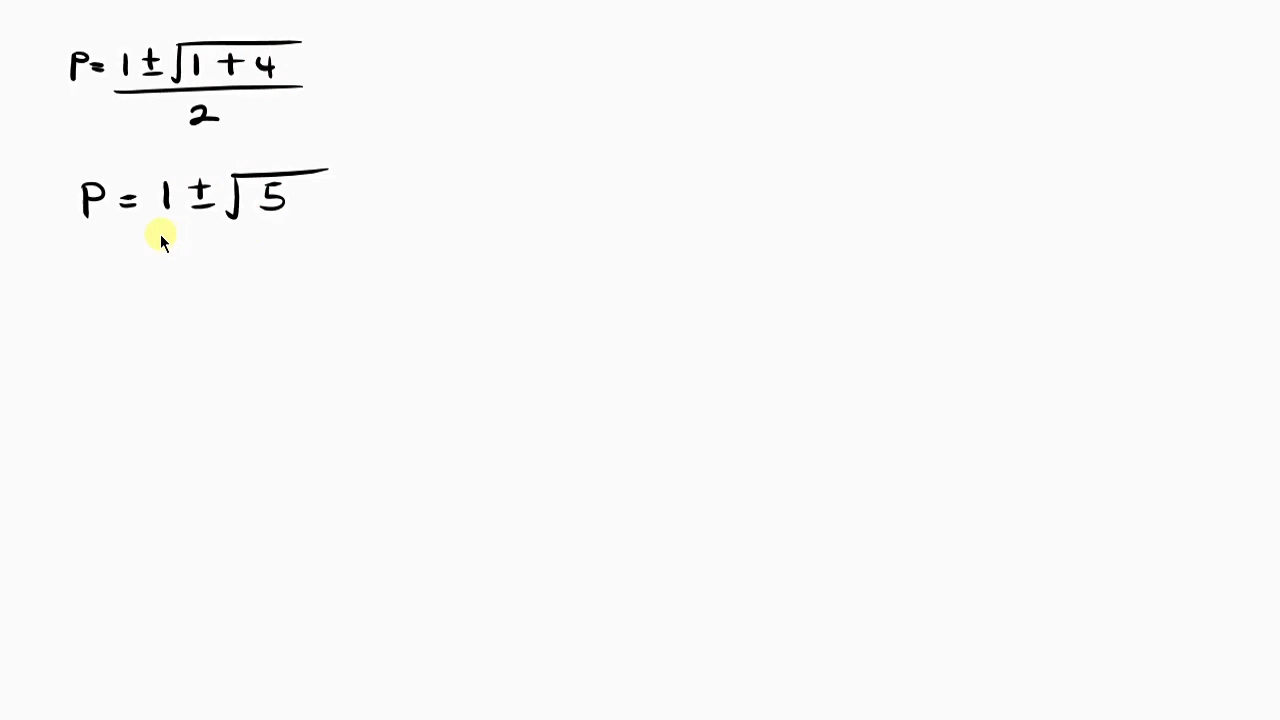 P= 1 ± √1 + 4
2
P = 1 ± √5